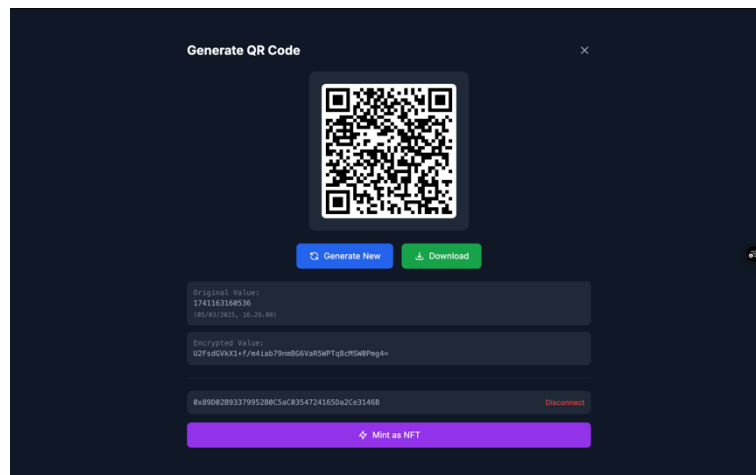 Generate QR Code
Generate New
Download
Original Value:
1741163160536
(05/03/2025, 16.26.00)
Encrypted Value:
U2FsdGVkX1+f/m4iab79nmBG6VaR5WPTq8cMSW0Pmg4=
0x89D02B93379952B0C5aC0354724165Da2Ce3146B
Disconnect
Mint as NFT